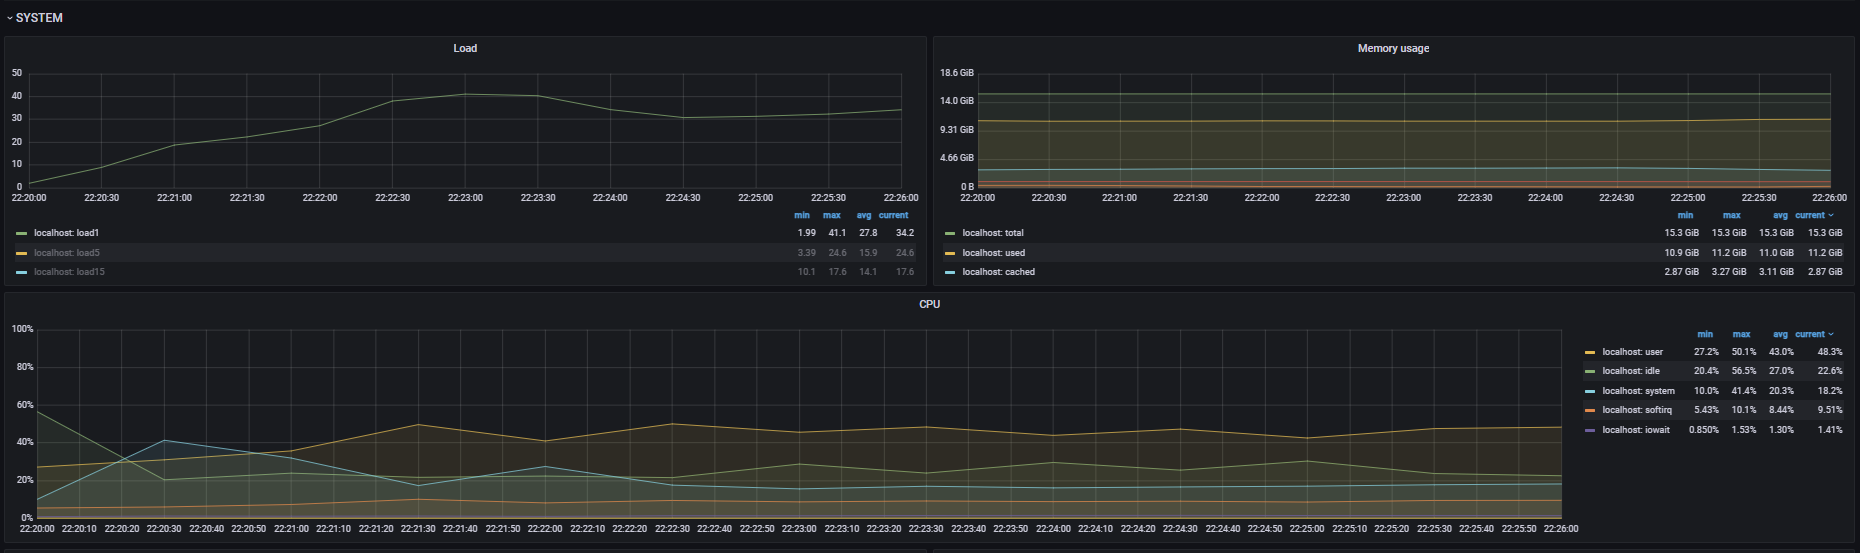 SYSTEM
Load
50
40
30
20
10
0
22:20:00 22:20:30 22:21:00 22:21:30 22:22:00 22:22:30 22:23:00 22:23:30 22:24:00 22:24:30 22:25:00 22:25:30 22:26:00
min max avg current
localhost: load1 1.99 41.1 27.8 34.2
localhost: load5 3.39 24.6 15.9 24.6
localhost: load15 10.1 17.6 14.1 17.6
Memory usage
18.6 GiB
14.0 GiB
9.31 GiB
4.66 GiB
0 B
22:20:00 22:20:30 22:21:00 22:21:30 22:22:00 22:22:30 22:23:00 22:23:30 22:24:00 22:24:30 22:25:00 22:25:30 22:26:00
min max avg current
localhost: total 15.3 GiB 15.3 GiB 15.3 GiB 15.3 GiB
localhost: used 10.9 GiB 11.2 GiB 11.0 GiB 11.2 GiB
localhost: cached 2.87 GiB 3.27 GiB 3.11 GiB 2.87 GiB
CPU
100%
80%
60%
40%
20%
0%
22:20:00 22:20:10 22:20:20 22:20:30 22:20:40 22:20:50 22:21:00 22:21:10 22:21:20 22:21:30 22:21:40 22:21:50 22:22:00 22:22:10 22:22:20 22:22:30 22:22:40 22:22:50 22:23:00 22:23:10 22:23:20 22:23:30 22:23:40 22:23:50 22:24:00 22:24:10 22:24:20 22:24:30 22:24:40 22:24:50 22:25:00 22:25:10 22:25:20 22:25:30 22:25:40 22:25:50 22:26:00
min max avg current
localhost: user 27.2% 50.1% 43.0% 48.3%
localhost: idle 20.4% 56.5% 27.0% 22.6%
localhost: system 10.0% 41.4% 20.3% 18.2%
localhost: softirq 5.43% 10.1% 8.44% 9.51%
localhost: iowait 0.850% 1.53% 1.30% 1.41%